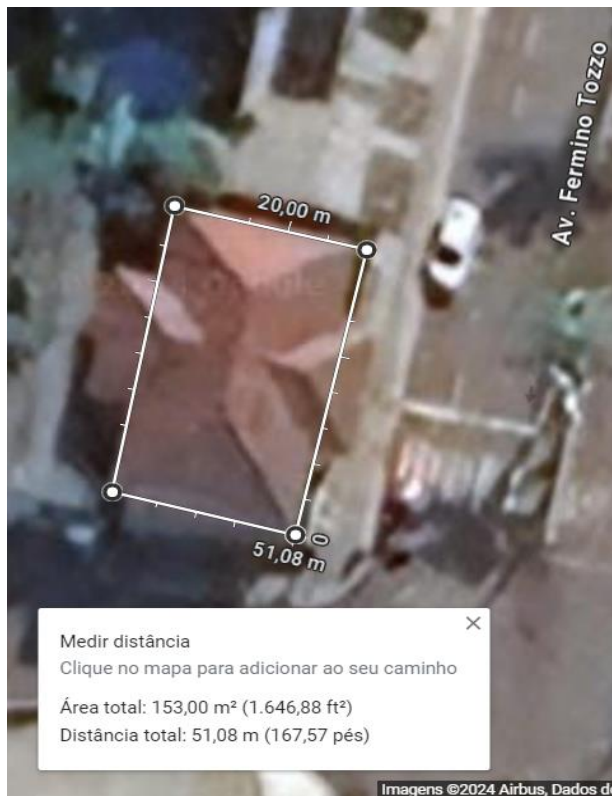 Av. Fermino Tozzo
20,00 m
0
51,08 m
Medir distância
Clique no mapa para adicionar ao seu caminho
Área total: 153,00 m² (1.646,88 ft²)
Distância total: 51,08 m (167,57 pés)
Imagens ©2024 Airbus, Dados d